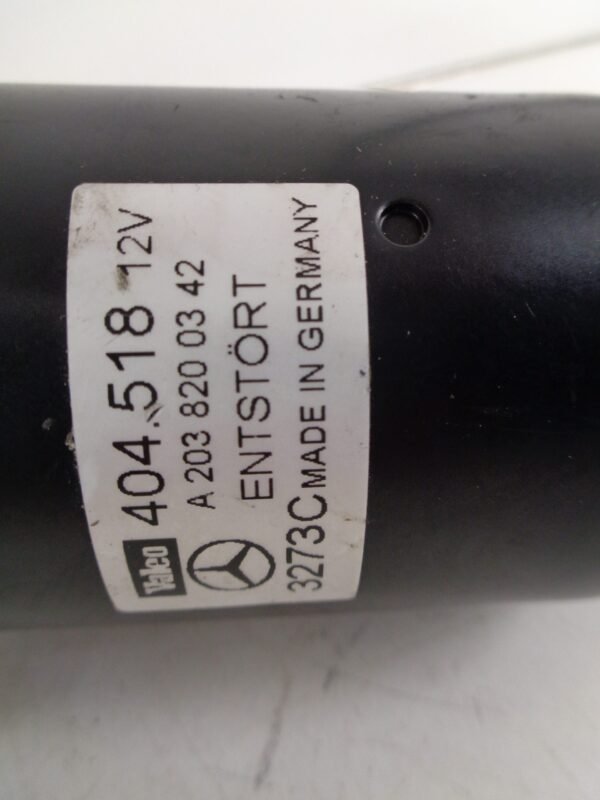 Valeo 404.518 12V
A 203 820 03 42
ENTSTÖRT
3273C MADE IN GERMANY